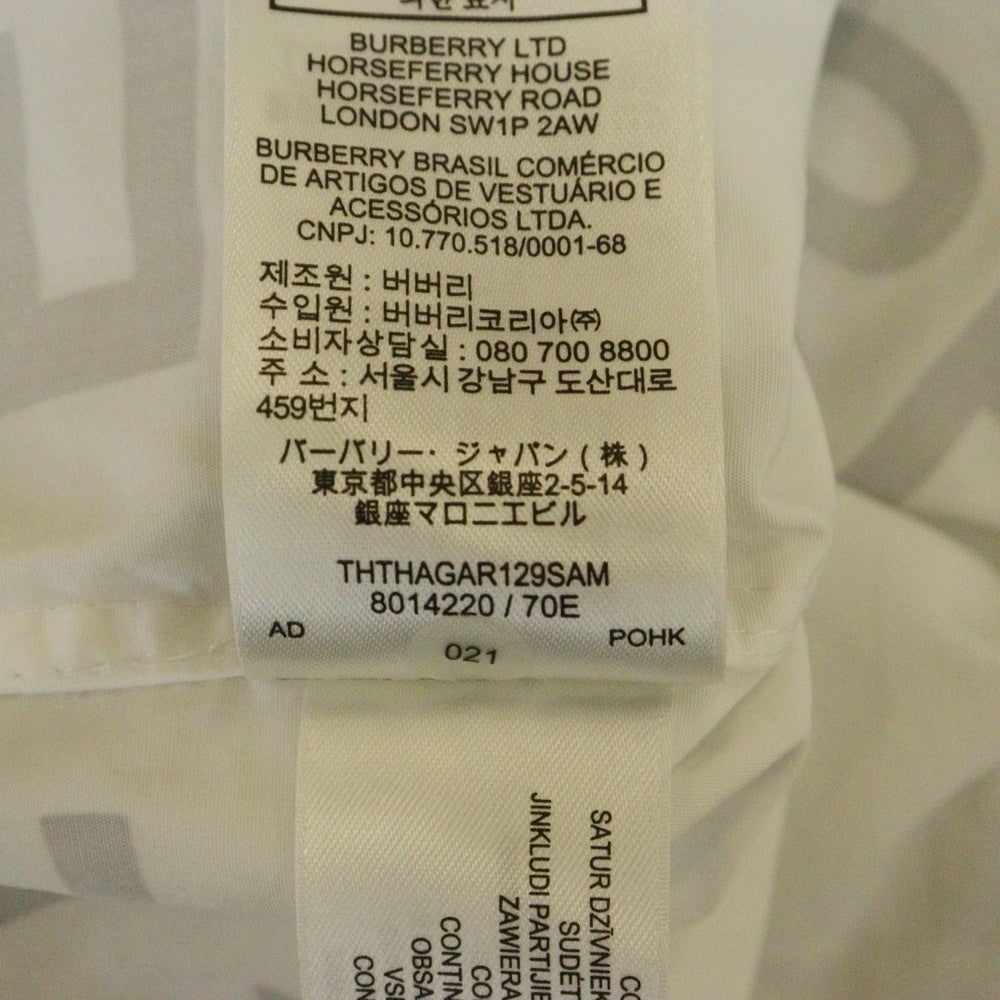 BURBERRY LTD
HORSEFERRY HOUSE
HORSEFERRY ROAD
LONDON SW1P 2AW
BURBERRY BRASIL COMÉRCIO
DE ARTIGOS DE VESTUÁRIO E
ACESSÓRIOS LTDA.
CNPJ: 10.770.518/0001-68
제조원 : 버버리
수입원 : 버버리코리아㈜
소비자상담실 : 080 700 8800
주 소 : 서울시 강남구 도산대로
459번지
バーバリー・ジャパン(株)
東京都中央区銀座2-5-14
銀座マロニエビル
THTHAGAR129SAM
8014220 / 70E
AD
021
POHK
SATUR DZĪVNIEK
SUDĖT
JINKLUDI PARTIJIE
ZAWIERA
CONTIN
OBSA